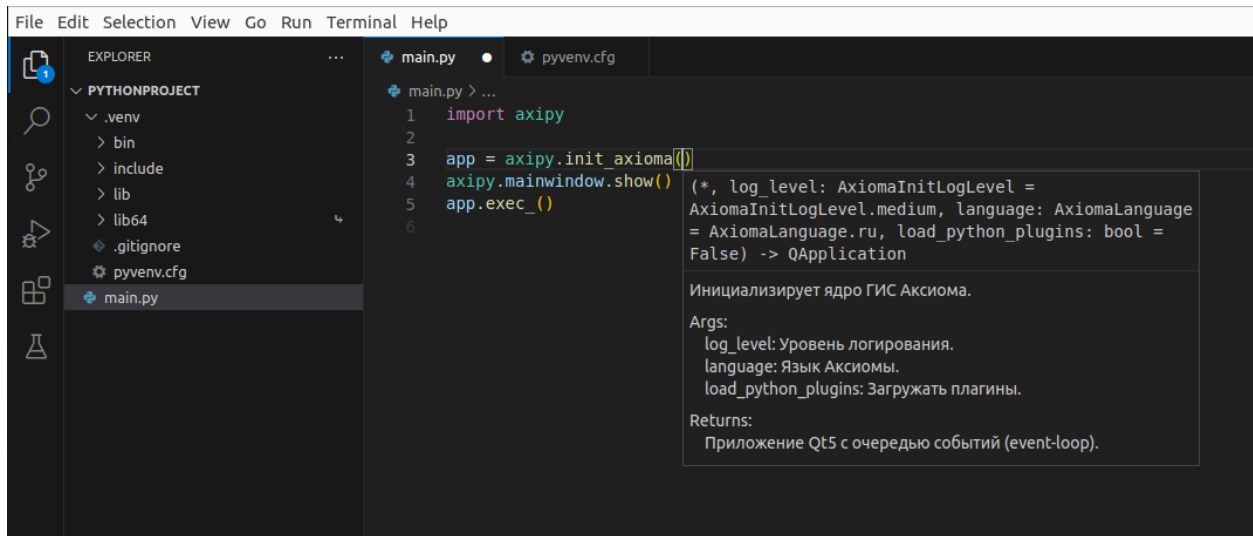 File Edit Selection View Go Run Terminal Help
EXPLORER
PYTHONPROJECT
.venv
bin
include
lib
lib64
.gitignore
pyvenv.cfg
main.py
1
main.py
pyvenv.cfg
main.py > ...
1 import axipy
2
3 app = axipy.init_axioma()
4 axipy.mainwindow.show()
5 app.exec_()
6
(*, log_level: AxiomaInitLogLevel =
AxiomaInitLogLevel.medium, language: AxiomaLanguage
= AxiomaLanguage.ru, load_python_plugins: bool =
False) -> QApplication
Инициализирует ядро ГИС Аксиома.
Args:
log_level: Уровень логирования.
language: Язык Аксиомы.
load_python_plugins: Загружать плагины.
Returns:
Приложение Qt5 с очередью событий (event-loop).